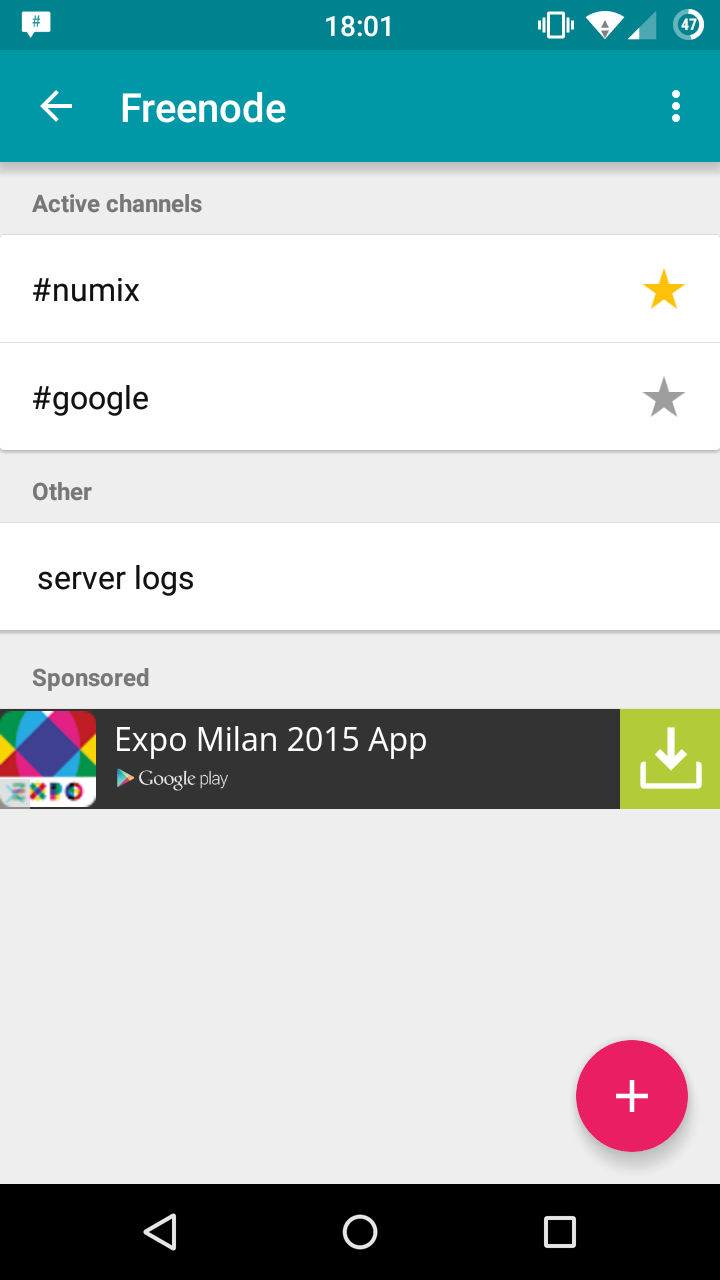 #
18:01
47
Freenode
Active channels
#numix
#google
Other
server logs
Sponsored
Expo Milan 2015 App
Google play
EXPO